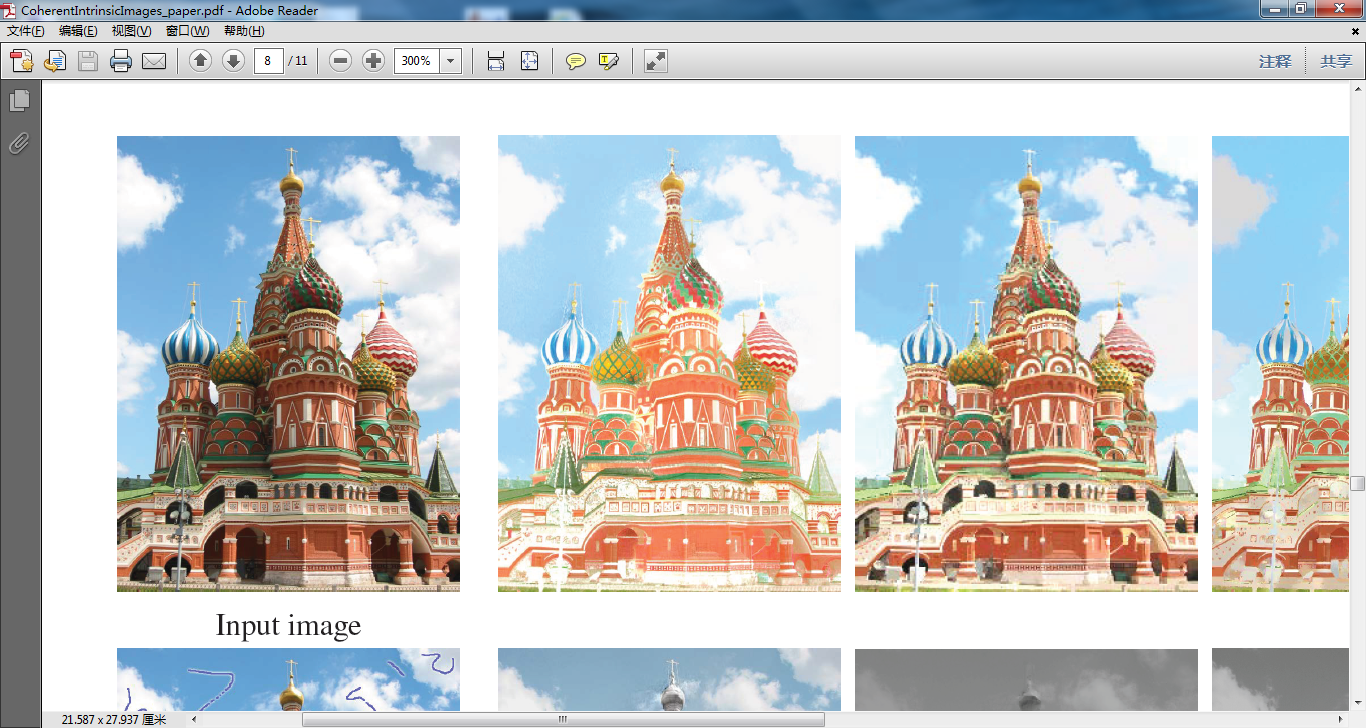 CoherentIntrinsicImages_paper.pdf - Adobe Reader
文件(F) 编辑(E) 视图(V) 窗口(W) 帮助(H)
8 / 11 300% 注释 共享
Input image
21.587 x 27.937 厘米